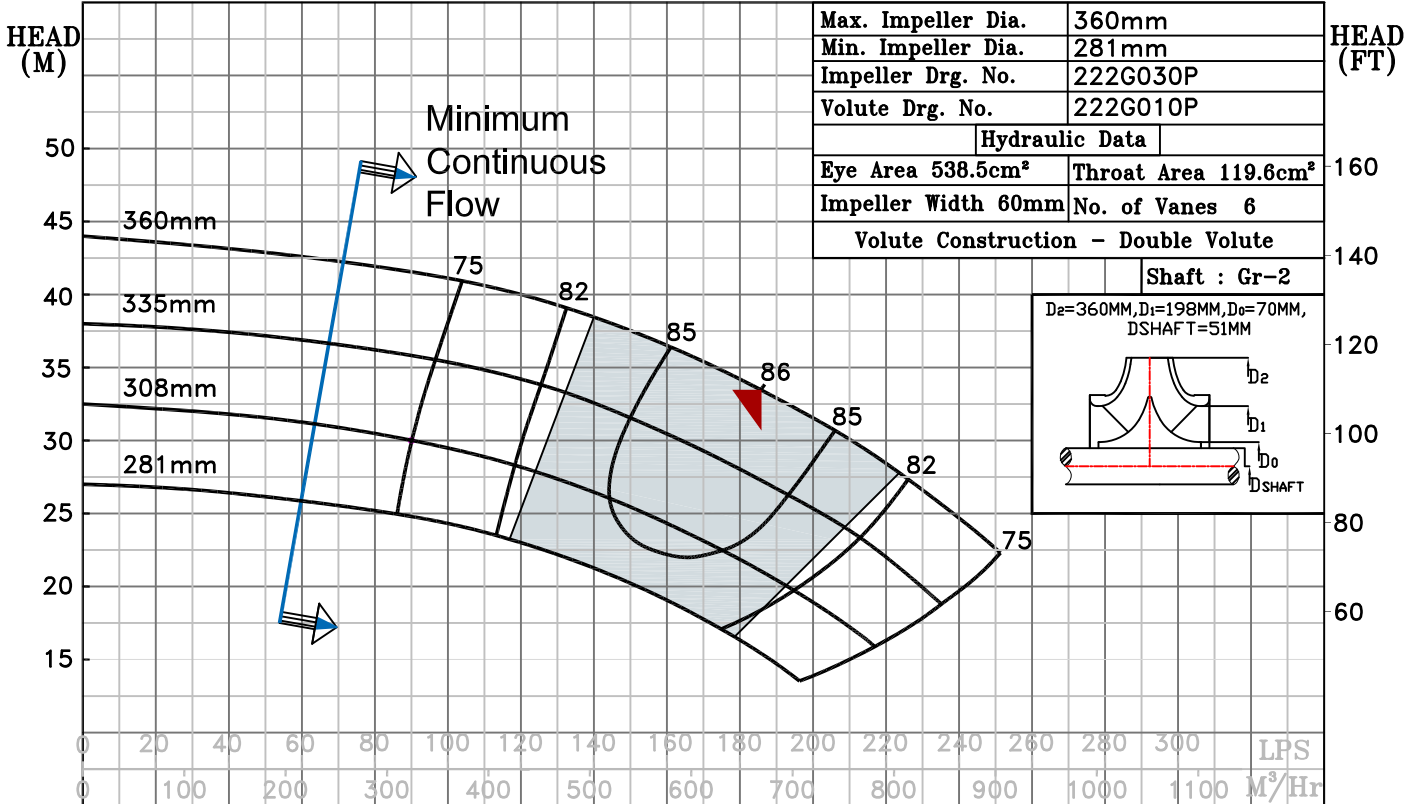 HEAD
(M)
Max. Impeller Dia. 360mm
Min. Impeller Dia. 281mm
Impeller Drg. No. 222G030P
Volute Drg. No. 222G010P
Hydraulic Data
Eye Area 538.5cm² Throat Area 119.6cm²
Impeller Width 60mm No. of Vanes 6
Volute Construction – Double Volute
Shaft : Gr-2
D2=360MM,D1=198MM,D0=70MM,
DSHAFT=51MM
D2
D1
D0
DSHAFT
HEAD
(FT)
160
140
120
100
80
60
Minimum
Continuous
Flow
50
45
40
35
30
25
20
15
360mm
335mm
308mm
281mm
75
82
85
86
85
82
75
0 20 40 60 80 100 120 140 160 180 200 220 240 260 280 300 LPS
0 100 200 300 400 500 600 700 800 900 1000 1100 M³/Hr